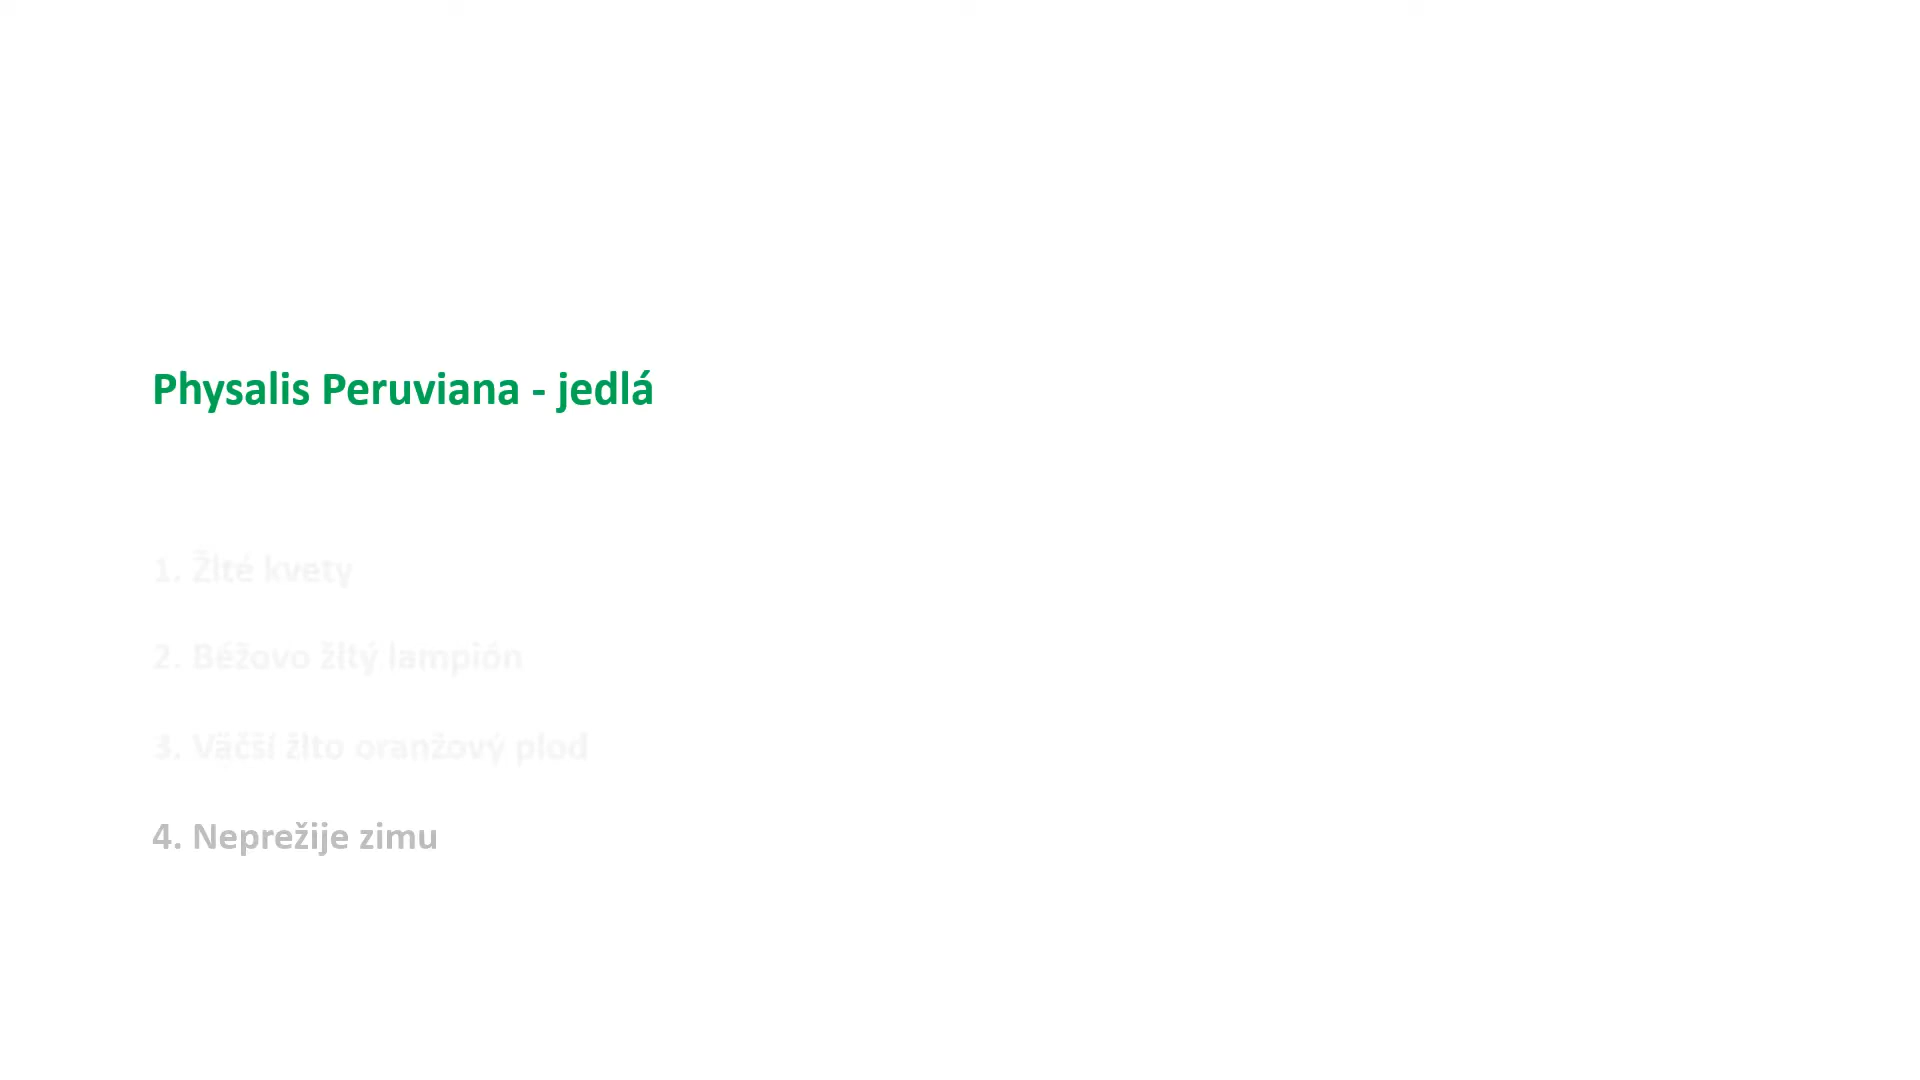 Physalis Peruviana - jedlá
1. Žlté kvety
2. Béžovo žltý lampión
3. Väčší žlto oranžový plod
4. Neprežije zimu